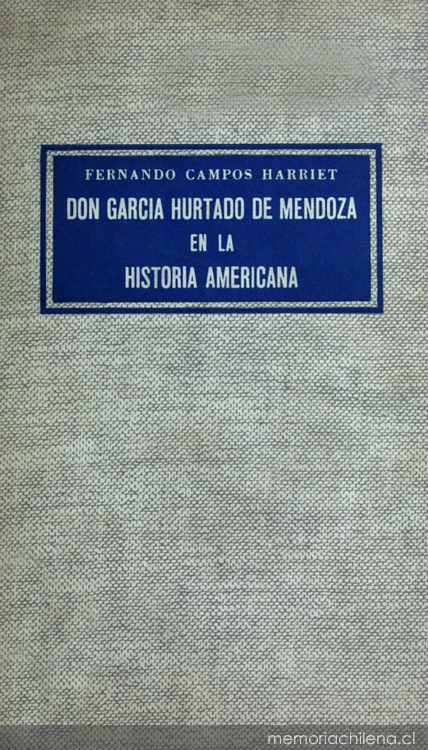 FERNANDO CAMPOS HARRIET
DON GARCIA HURTADO DE MENDOZA
EN LA
HISTORIA AMERICANA
memoriachilena.cl